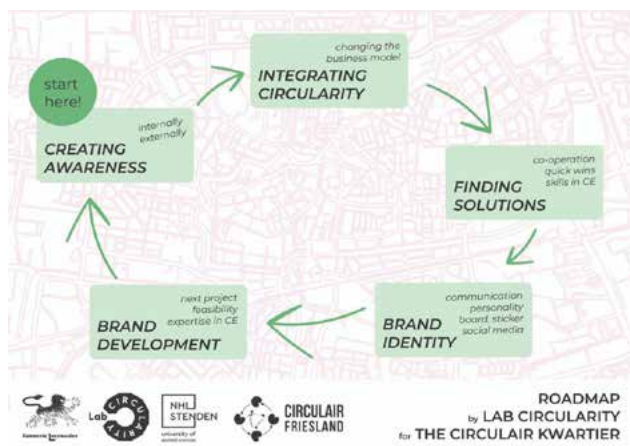 start
here!
internally
externally
CREATING
AWARENESS
changing the
business model
INTEGRATING
CIRCULARITY
co-operation
quick wins
skills in CE
FINDING
SOLUTIONS
communication
personality
board, sticker
social media
BRAND
IDENTITY
next project
feasibility
expertise in CE
BRAND
DEVELOPMENT
Lab
CIRCULARITY
NHL
STENDEN
university of
applied sciences
CIRCULAIR
FRIESLAND
ROADMAP
by LAB CIRCULARITY
for THE CIRCULAIR KWARTIER